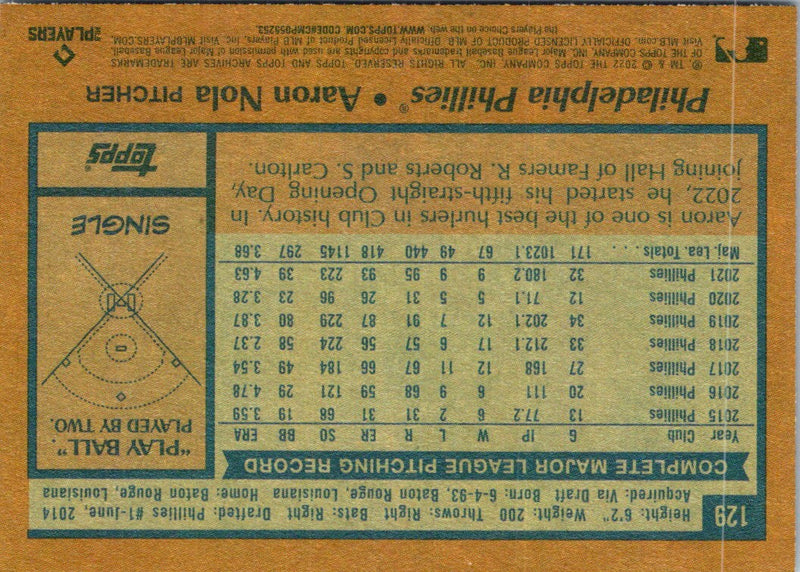 129
Height: 6'2" Weight: 200 Throws: Right Bats: Right Drafted: Phillies #1-June, 2014
Acquired: Via Draft Born: 6-4-93, Baton Rouge, Louisiana Home: Baton Rouge, Louisiana
COMPLETE MAJOR LEAGUE PITCHING RECORD
Year Club G IP W L R ER SO BB ERA
2015 Phillies 13 77.2 6 2 31 31 68 19 3.59
2016 Phillies 20 111 6 9 68 59 121 29 4.78
2017 Phillies 27 168 12 11 67 66 184 49 3.54
2018 Phillies 33 212.1 17 6 57 56 224 58 2.37
2019 Phillies 34 202.1 12 7 91 87 229 80 3.87
2020 Phillies 12 71.1 5 5 31 26 96 23 3.28
2021 Phillies 32 180.2 9 9 95 93 223 39 4.63
Maj. Lea. Totals . . . . 171 1023.1 67 49 440 418 1145 297 3.68
Aaron is one of the best hurlers in Club history. In
2022, he started his fifth-straight Opening Day,
joining Hall of Famers R. Roberts and S. Carlton.
"PLAY BALL".
PLAYED BY TWO.
SINGLE
Topps
Philadelphia Phillies® • Aaron Nola PITCHER
® TM & © 2022 THE TOPPS COMPANY, INC. ALL RIGHTS RESERVED. TOPPS AND TOPPS ARCHIVES ARE TRADEMARKS
OF THE TOPPS COMPANY, INC. Major League Baseball trademarks and copyrights are used with permission of Major League Baseball.
Visit MLB.COM. OFFICIALLY LICENSED PRODUCT OF MLB Players, Inc. Visit MLBPLAYERS.COM,
the Players Choice on the web. WWW.TOPPS.COM. CODE#CMP055253
MLB PLAYERS